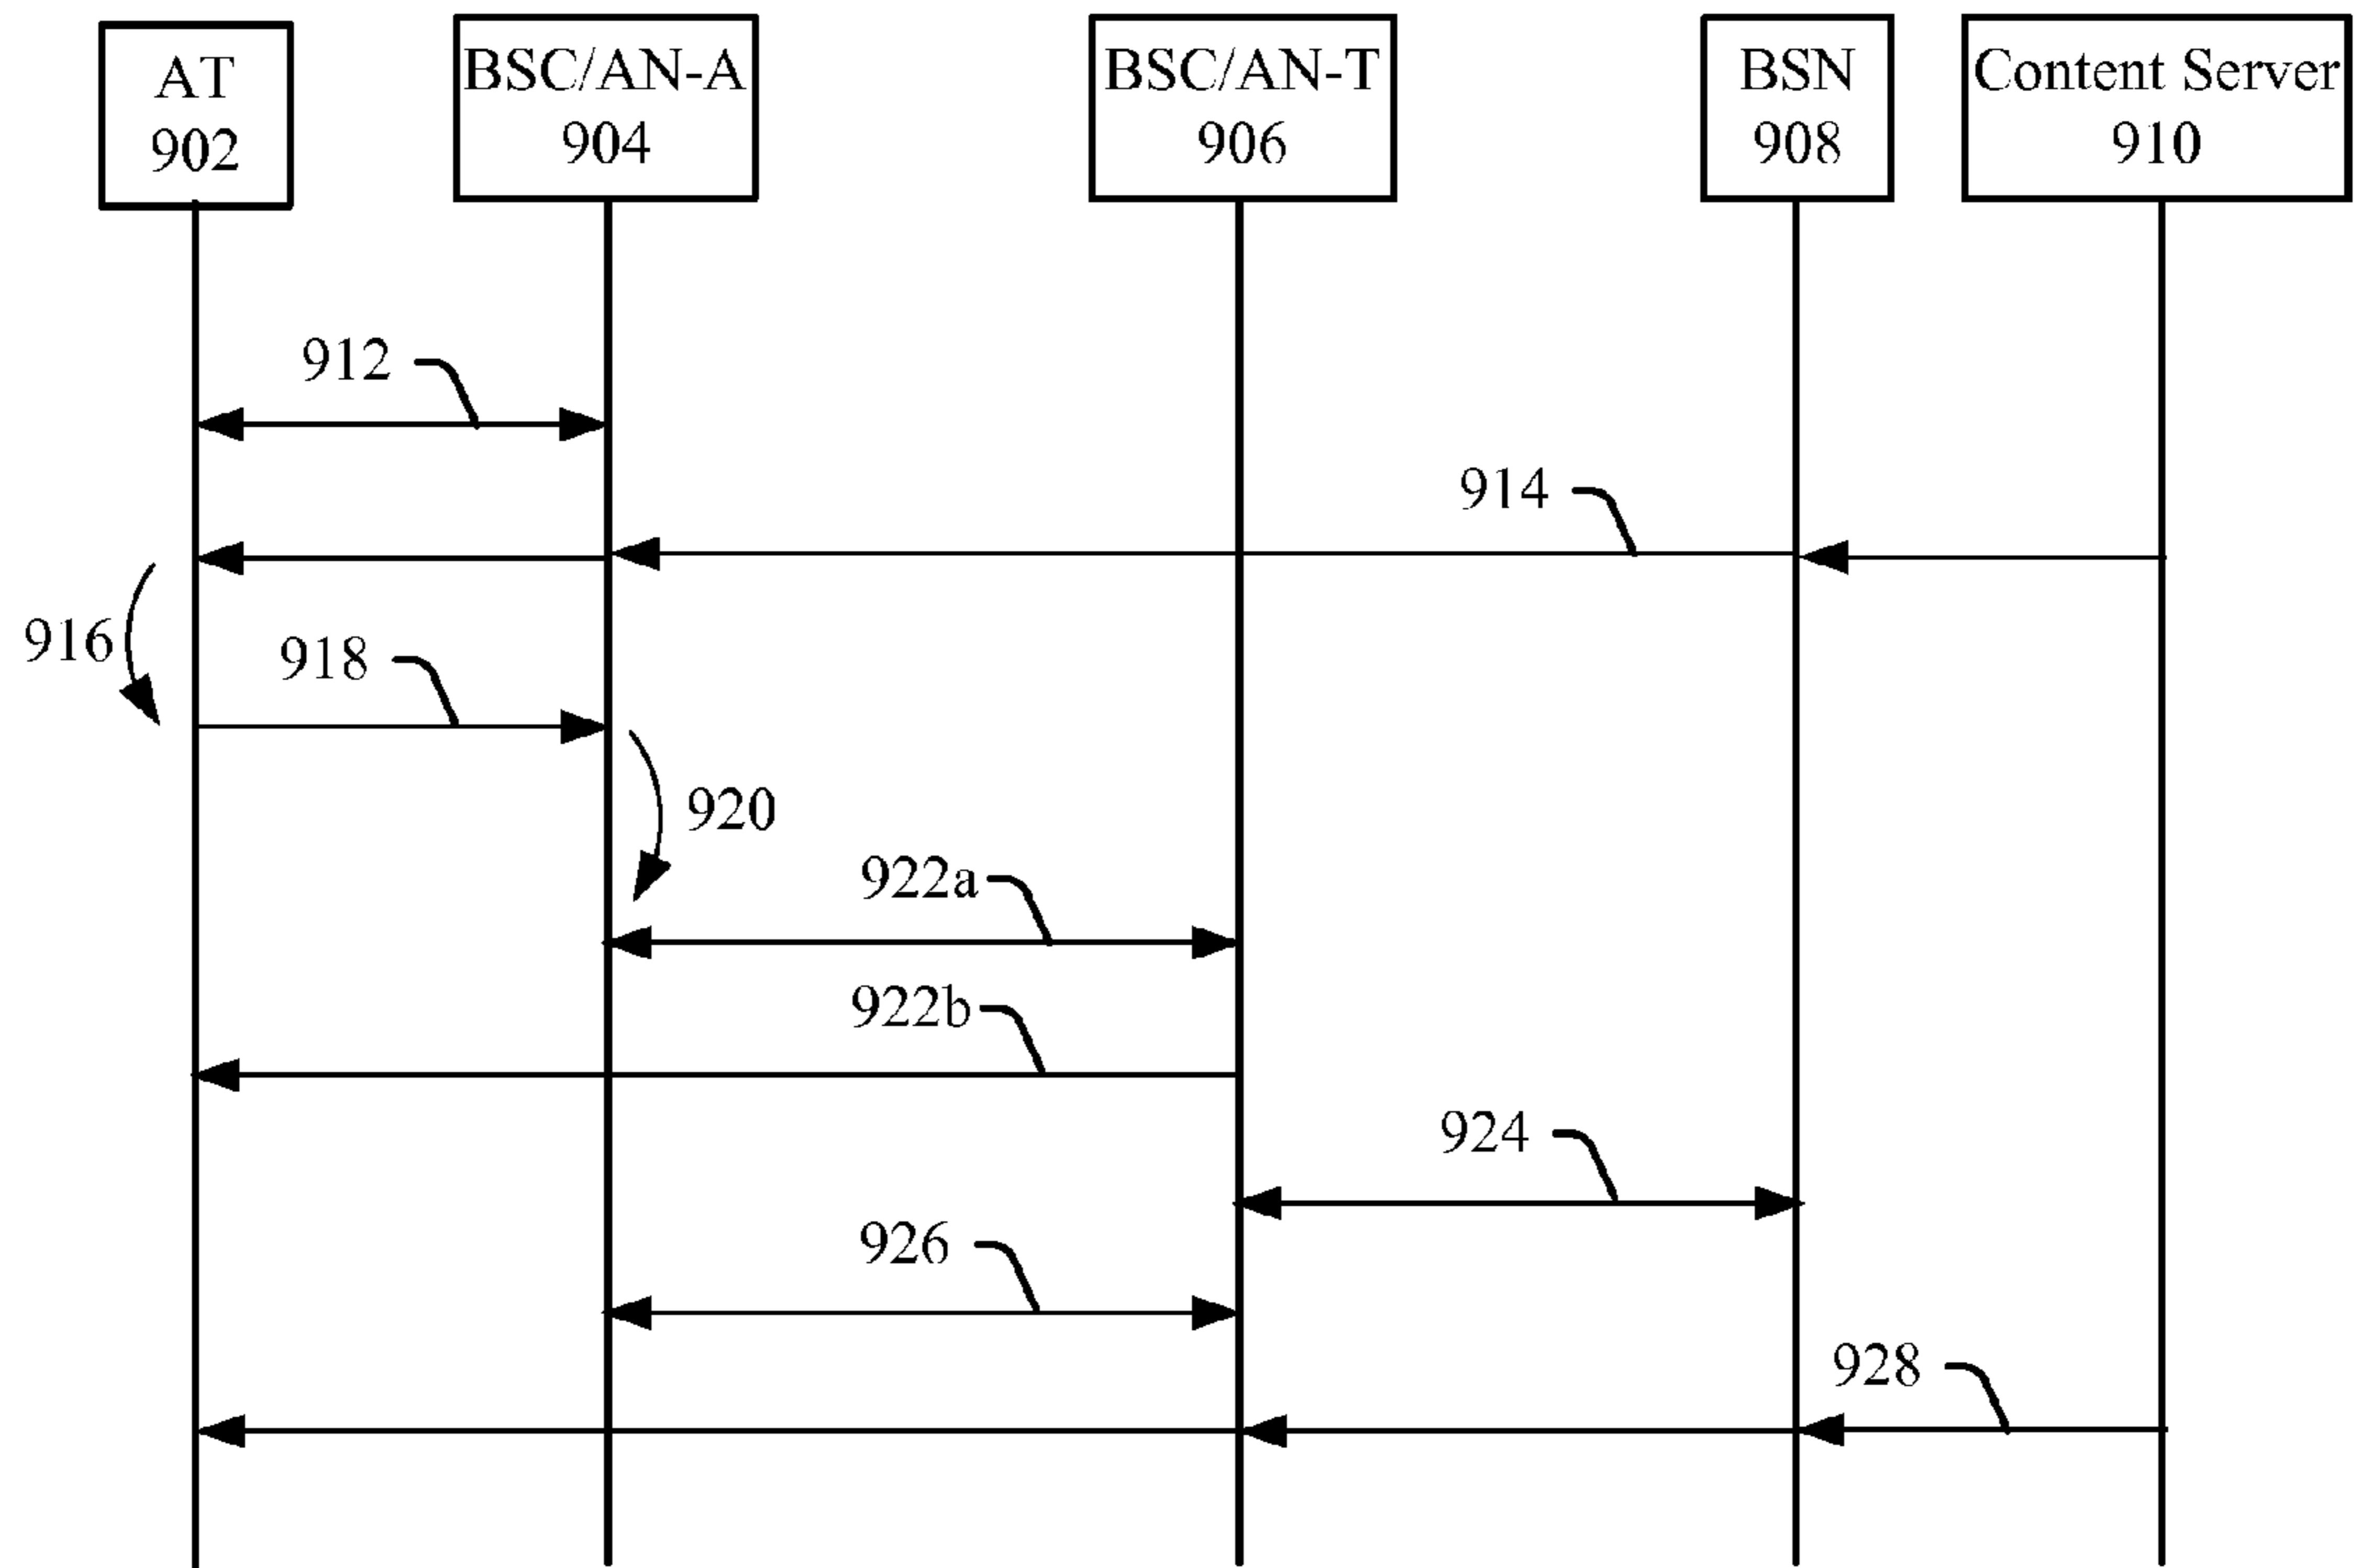 AT
902
BSC/AN-A
904
BSC/AN-T
906
BSN
908
Content Server
910
912
914
916
918
920
922a
922b
924
926
928